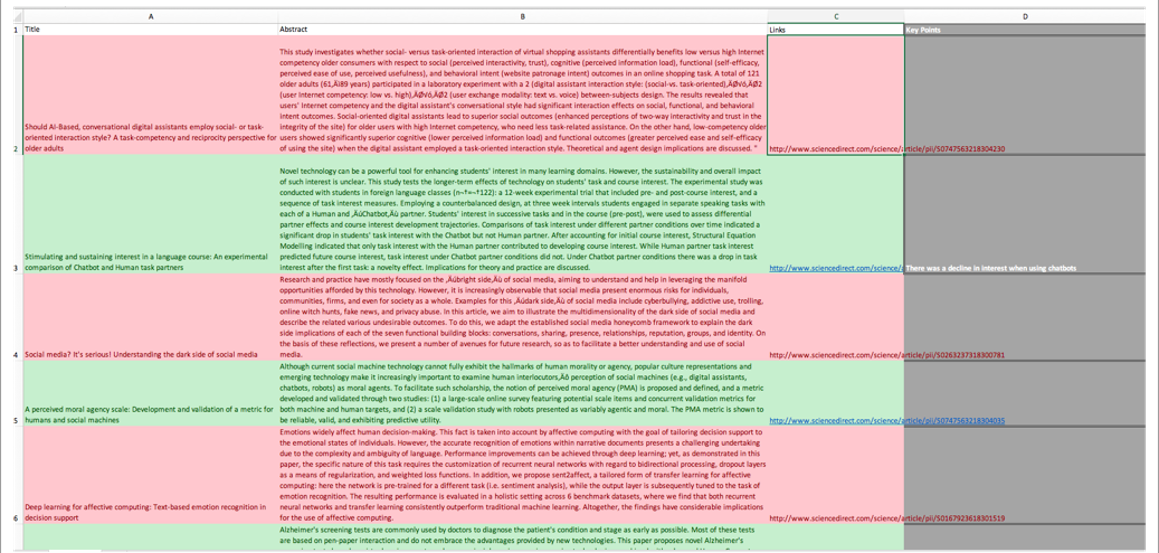 A B C D
1 Title Abstract Links Key Points
This study investigates whether social- versus task-oriented interaction of virtual shopping assistants differentially benefits low versus high Internet
competency older consumers with respect to social (perceived interactivity, trust), cognitive (perceived information load), functional (self-efficacy,
perceived ease of use, perceived usefulness), and behavioral intent (website patronage intent) outcomes in an online shopping task. A total of 121
older adults (61‚Äì89 years) participated in a laboratory experiment with a 2 (digital assistant interaction style: (social-vs. task-oriented)‚
(user Internet competency: low vs. high)‚ (user exchange modality: text vs. voice) between-subjects design. The results revealed that
users' Internet competency and the digital assistant's conversational style had significant interaction effects on social, functional, and behavioral
intent outcomes. Social-oriented digital assistants lead to superior social outcomes (enhanced perceptions of two-way interactivity and trust in the
integrity of the site) for older users with high Internet competency, who need less task-related assistance. On the other hand, low-competency older
users showed significantly superior cognitive (lower perceived information load) and functional outcomes (greater perceived ease and self-efficacy
of using the site) when the digital assistant employed a task-oriented interaction style. Theoretical and agent design implications are discussed. "
Should AI-Based, conversational digital assistants employ social- or task-
oriented interaction style? A task-competency and reciprocity perspective for
2 older adults
http://www.sciencedirect.com/science/article/pii/S0747563218304230
Novel technology can be a powerful tool for enhancing students' interest in many learning domains. However, the sustainability and overall impact
of such interest is unclear. This study tests the longer-term effects of technology on students' task and course interest. The experimental study was
conducted with students in foreign language classes : a 12-week experimental trial that included pre- and post-course interest, and a
sequence of task interest measures. Employing a counterbalanced design, at three week intervals students engaged in separate speaking tasks with
each of a Human and ‚ÄúChatbot‚Äù partner. Students' interest in successive tasks and in the course (pre-post), were used to assess differential
partner effects and course interest development trajectories. Comparisons of task interest under different partner conditions over time indicated a
significant drop in students' task interest with the Chatbot but not Human partner. After accounting for initial course interest, Structural Equation
Modelling indicated that only task interest with the Human partner contributed to developing course interest. While Human partner task interest
predicted future course interest, task interest under Chatbot partner conditions did not. Under Chatbot partner conditions there was a drop in task
interest after the first task: a novelty effect. Implications for theory and practice are discussed.
Stimulating and sustaining interest in a language course: An experimental
3 comparison of Chatbot and Human task partners
http://www.sciencedirect.com/science/ There was a decline in interest when using chatbots
Research and practice have mostly focused on the ‚Äúbright side‚Äù of social media, aiming to understand and help in leveraging the manifold
opportunities afforded by this technology. However, it is increasingly observable that social media present enormous risks for individuals,
communities, firms, and even for society as a whole. Examples for this ‚Äúdark side‚Äù of social media include cyberbullying, addictive use, trolling,
online witch hunts, fake news, and privacy abuse. In this article, we aim to illustrate the multidimensionality of the dark side of social media and
describe the related various undesirable outcomes. To do this, we adapt the established social media honeycomb framework to explain the dark
side implications of each of the seven functional building blocks: conversations, sharing, presence, relationships, reputation, groups, and identity. On
the basis of these reflections, we present a number of avenues for future research, so as to facilitate a better understanding and use of social
media.
4 Social media? It's serious! Understanding the dark side of social media
http://www.sciencedirect.com/science/article/pii/S0263237318300781
Although current social machine technology cannot fully exhibit the hallmarks of human morality or agency, popular culture representations and
emerging technology make it increasingly important to examine human interlocutors‚Äô perception of social machines (e.g., digital assistants,
chatbots, robots) as moral agents. To facilitate such scholarship, the notion of perceived moral agency (PMA) is proposed and defined, and a metric
developed and validated through two studies: (1) a large-scale online survey featuring potential scale items and concurrent validation metrics for
both machine and human targets, and (2) a scale validation study with robots presented as variably agentic and moral. The PMA metric is shown to
be reliable, valid, and exhibiting predictive utility.
A perceived moral agency scale: Development and validation of a metric for
5 humans and social machines
http://www.sciencedirect.com/science/article/pii/S0747563218304035
Emotions widely affect human decision-making. This fact is taken into account by affective computing with the goal of tailoring decision support to
the emotional states of individuals. However, the accurate recognition of emotions within narrative documents presents a challenging undertaking
due to the complexity and ambiguity of language. Performance improvements can be achieved through deep learning; yet, as demonstrated in this
paper, the specific nature of this task requires the customization of recurrent neural networks with regard to bidirectional processing, dropout layers
as a means of regularization, and weighted loss functions. In addition, we propose sent2affect, a tailored form of transfer learning for affective
computing: here the network is pre-trained for a different task (i.e. sentiment analysis), while the output layer is subsequently tuned to the task of
emotion recognition. The resulting performance is evaluated in a holistic setting across 6 benchmark datasets, where we find that both recurrent
neural networks and transfer learning consistently outperform traditional machine learning. Altogether, the findings have considerable implications
for the use of affective computing.
Deep learning for affective computing: Text-based emotion recognition in
6 decision support
http://www.sciencedirect.com/science/article/pii/S0167923618301519
Alzheimer's screening tests are commonly used by doctors to diagnose the patient's condition and stage as early as possible. Most of these tests
are based on pen-paper interaction and do not embrace the advantages provided by new technologies. This paper proposes novel Alzheimer's